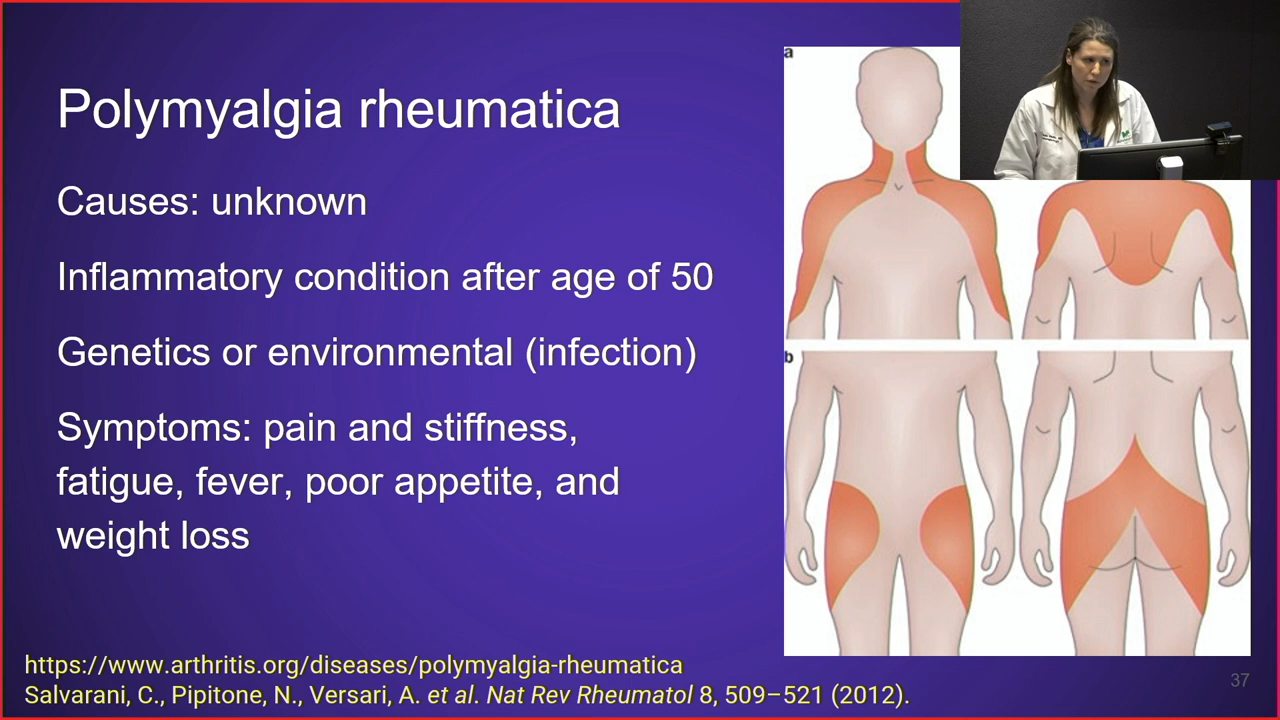 Polymyalgia rheumatica
Causes: unknown
Inflammatory condition after age of 50
Genetics or environmental (infection)
Symptoms: pain and stiffness,
fatigue, fever, poor appetite, and
weight loss
a
b
https://www.arthritis.org/diseases/polymyalgia-rheumatica
Salvarani, C., Pipitone, N., Versari, A. et al. Nat Rev Rheumatol 8, 509–521 (2012).
37